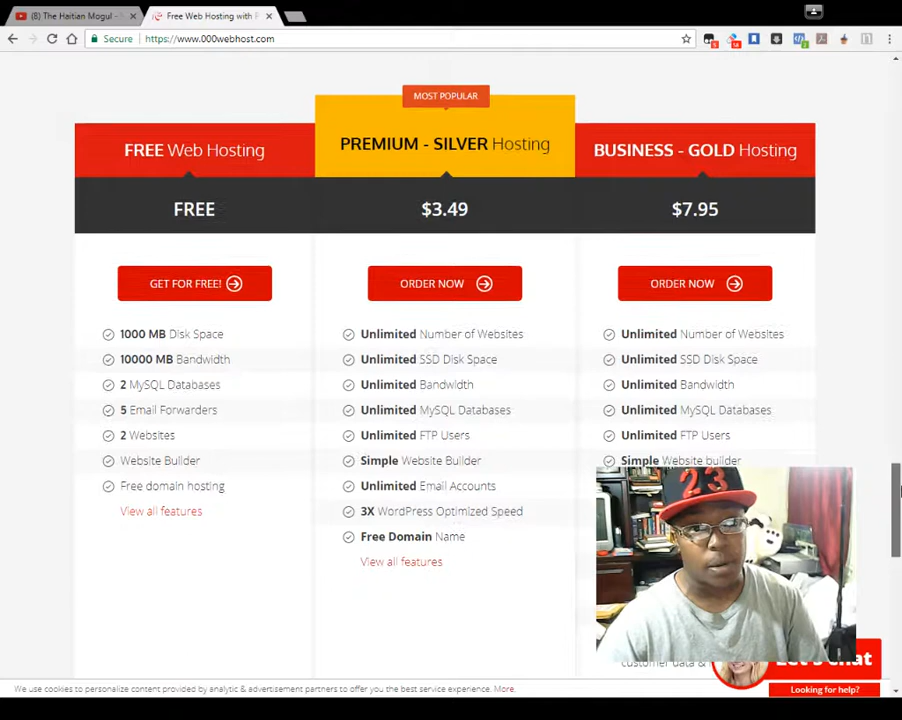 (8) The Haitian Mogul -
Free Web Hosting with P
Secure
https://www.000webhost.com
MOST POPULAR
FREE Web Hosting
PREMIUM - SILVER Hosting
BUSINESS - GOLD Hosting
FREE
$3.49
$7.95
GET FOR FREE!
ORDER NOW
ORDER NOW
1000 MB Disk Space
Unlimited Number of Websites
Unlimited Number of Websites
10000 MB Bandwidth
Unlimited SSD Disk Space
Unlimited SSD Disk Space
2 MySQL Databases
Unlimited Bandwidth
Unlimited Bandwidth
5 Email Forwarders
Unlimited MySQL Databases
Unlimited MySQL Databases
2 Websites
Unlimited FTP Users
Unlimited FTP Users
Website Builder
Simple Website Builder
Simple Website builder
Free domain hosting
Unlimited Email Accounts
View all features
3X WordPress Optimized Speed
Free Domain Name
View all features
23
customer data &
Let's Chat
Looking for help?
We use cookies to personalize content provided by analytic & advertisement partners to offer you the best service experience. More.